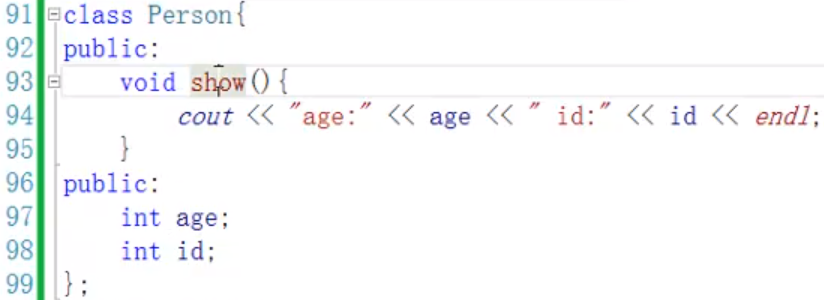 91 class Person{
92 public:
93     void show(){
94         cout << "age:" << age << " id:" << id << endl;
95     }
96 public:
97     int age;
98     int id;
99 };